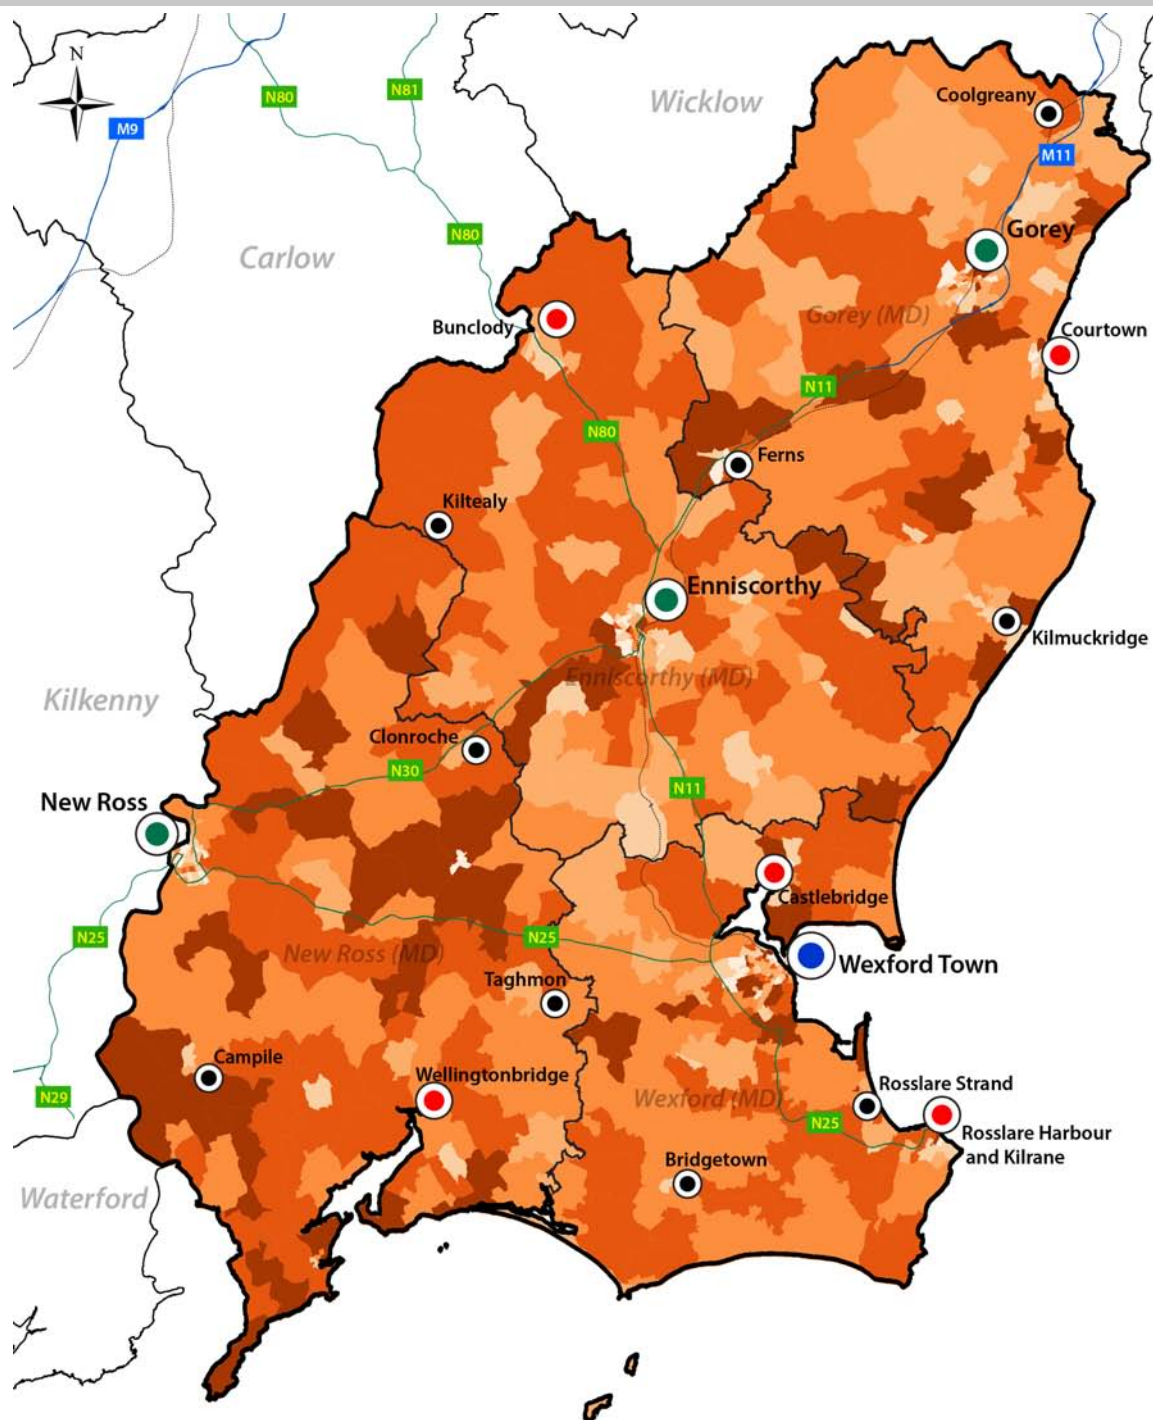 N
N80
N81
Wicklow
Coolgreany
M9
M11
Gorey
N80
Carlow
Gorey (MD)
Bunclody
Courtown
N11
N80
Ferns
Kiltealy
Enniscorthy
Kilmuckridge
Enniscorthy (MD)
Kilkenny
Clonroche
N30
N11
New Ross
Castlebridge
N25
N25
New Ross (MD)
Wexford Town
Taghmon
Campile
Wellingtonbridge
Rosslare Strand
N29
Wexford (MD)
N25
Rosslare Harbour
and Kilrane
Bridgetown
Waterford